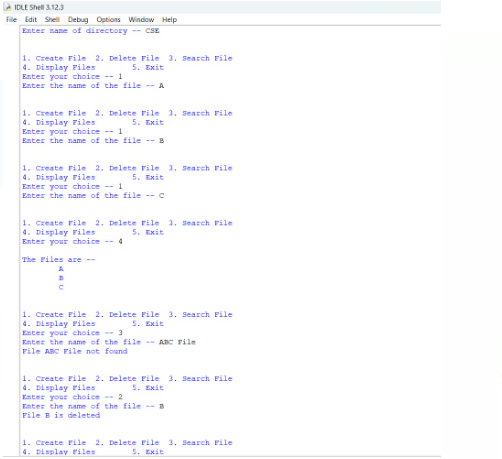 IDLE Shell 3.12.3
File Edit Shell Debug Options Window Help
Enter name of directory -- CSE
1. Create File 2. Delete File 3. Search File
4. Display Files 5. Exit
Enter your choice -- 1
Enter the name of the file -- A
1. Create File 2. Delete File 3. Search File
4. Display Files 5. Exit
Enter your choice -- 1
Enter the name of the file -- B
1. Create File 2. Delete File 3. Search File
4. Display Files 5. Exit
Enter your choice -- 1
Enter the name of the file -- C
1. Create File 2. Delete File 3. Search File
4. Display Files 5. Exit
Enter your choice -- 4
The Files are --
A
B
C
1. Create File 2. Delete File 3. Search File
4. Display Files 5. Exit
Enter your choice -- 3
Enter the name of the file -- ABC File
File ABC File not found
1. Create File 2. Delete File 3. Search File
4. Display Files 5. Exit
Enter your choice -- 2
Enter the name of the file -- B
File B is deleted
1. Create File 2. Delete File 3. Search File
4. Display Files 5. Exit